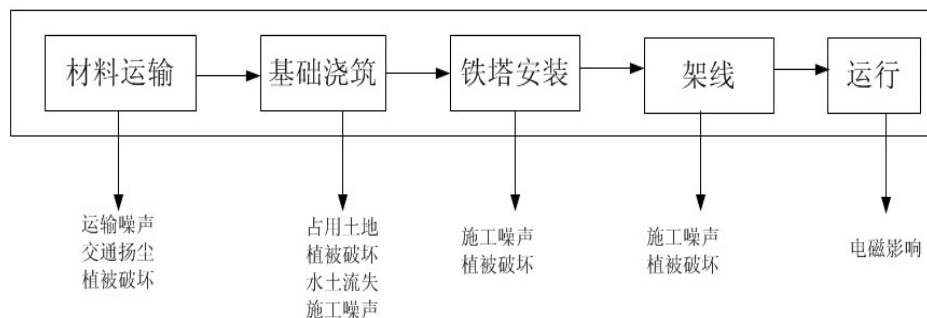 材料运输
基础浇筑
铁塔安装
架线
运行
运输噪声
交通扬尘
植被破坏
占用土地
植被破坏
水土流失
施工噪声
施工噪声
植被破坏
施工噪声
植被破坏
电磁影响